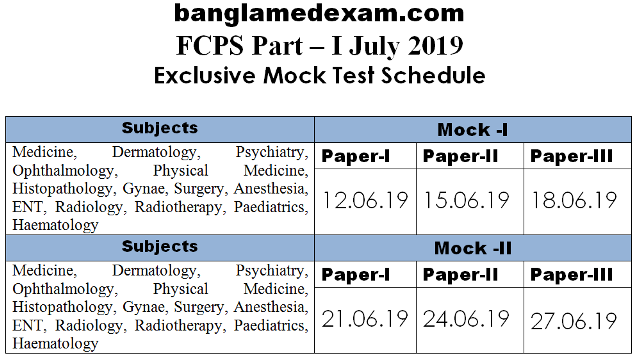 banglamedexam.com
FCPS Part – I July 2019
Exclusive Mock Test Schedule
Subjects Mock -I
Medicine, Dermatology, Psychiatry,
Ophthalmology, Physical Medicine,
Histopathology, Gynae, Surgery, Anesthesia,
ENT, Radiology, Radiotherapy, Paediatrics,
Haematology
Paper-I Paper-II Paper-III
12.06.19 15.06.19 18.06.19
Subjects Mock -II
Medicine, Dermatology, Psychiatry,
Ophthalmology, Physical Medicine,
Histopathology, Gynae, Surgery, Anesthesia,
ENT, Radiology, Radiotherapy, Paediatrics,
Haematology
Paper-I Paper-II Paper-III
21.06.19 24.06.19 27.06.19